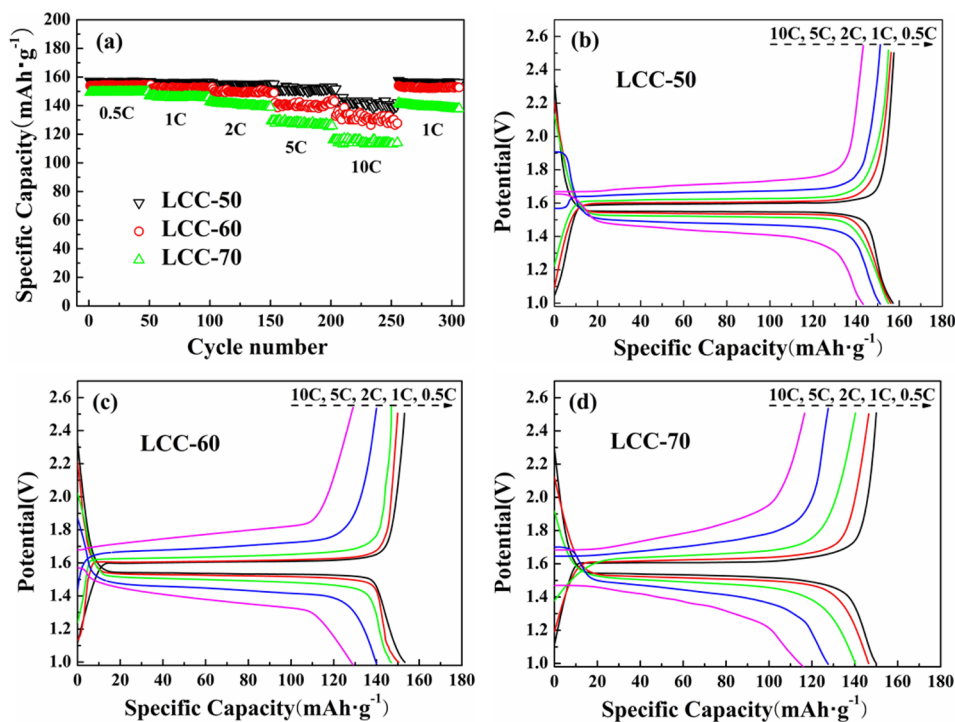 (a)
200
180
160
140
120
100
80
60
40
20
0
0.5C
1C
2C
5C
10C
1C
LCC-50
LCC-60
LCC-70
0 50 100 150 200 250 300
Cycle number
Specific Capacity(mAh·g⁻¹)
(b)
10C, 5C, 2C, 1C, 0.5C
LCC-50
2.6
2.4
2.2
2.0
1.8
1.6
1.4
1.2
1.0
0 20 40 60 80 100 120 140 160 180
Specific Capacity(mAh·g⁻¹)
Potential(V)
(c)
10C, 5C, 2C, 1C, 0.5C
LCC-60
2.6
2.4
2.2
2.0
1.8
1.6
1.4
1.2
1.0
0 20 40 60 80 100 120 140 160 180
Specific Capacity(mAh·g⁻¹)
Potential(V)
(d)
10C, 5C, 2C, 1C, 0.5C
LCC-70
2.6
2.4
2.2
2.0
1.8
1.6
1.4
1.2
1.0
0 20 40 60 80 100 120 140 160 180
Specific Capacity(mAh·g⁻¹)
Potential(V)